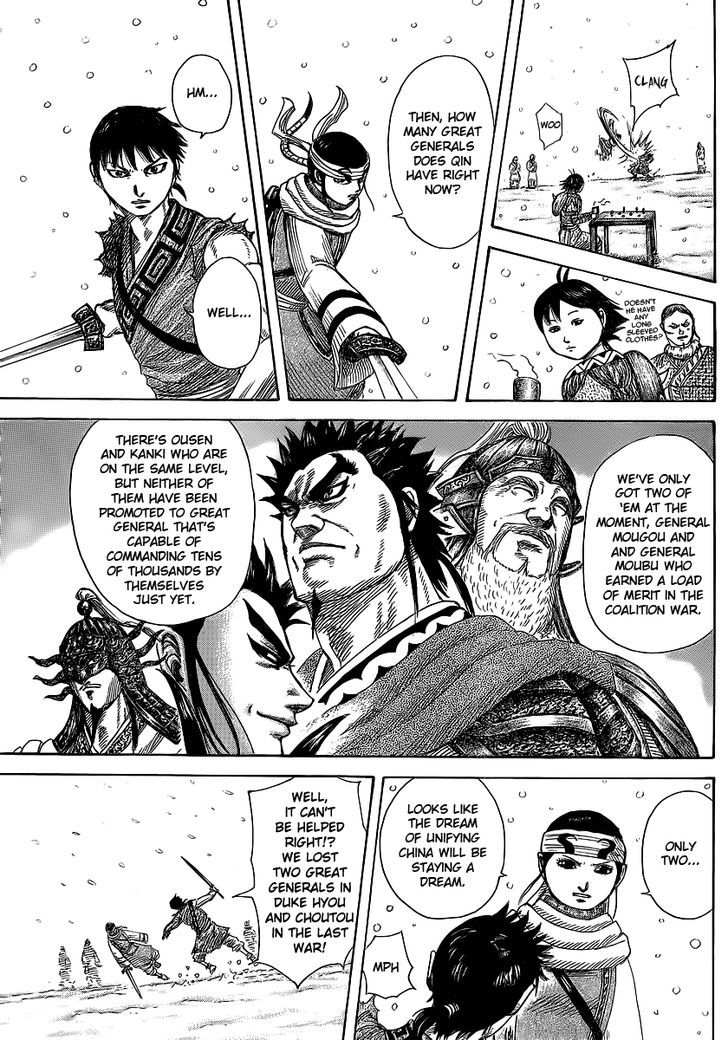 CLANG
WOO
DOESN'T
HE HAVE
ANY
LONG
SLEEVED
CLOTHES?
THEN, HOW
MANY GREAT
GENERALS
DOES QIN
HAVE RIGHT
NOW?
HM...
WELL...
WE'VE ONLY
GOT TWO OF
'EM AT THE
MOMENT, GENERAL
MOUGOU AND
AND GENERAL
MOUBU WHO
EARNED A LOAD
OF MERIT IN THE
COALITION WAR.
THERE'S OUSEN
AND KANKI WHO ARE
ON THE SAME LEVEL,
BUT NEITHER OF
THEM HAVE BEEN
PROMOTED TO GREAT
GENERAL THAT'S
CAPABLE OF
COMMANDING TENS
OF THOUSANDS BY
THEMSELVES
JUST YET.
ONLY
TWO...
LOOKS LIKE
THE DREAM
OF UNIFYING
CHINA WILL BE
STAYING A
DREAM.
MPH
WELL,
IT CAN'T
BE HELPED
RIGHT!?
WE LOST
TWO GREAT
GENERALS IN
DUKE HYOU
AND CHOUTOU
IN THE LAST
WAR!